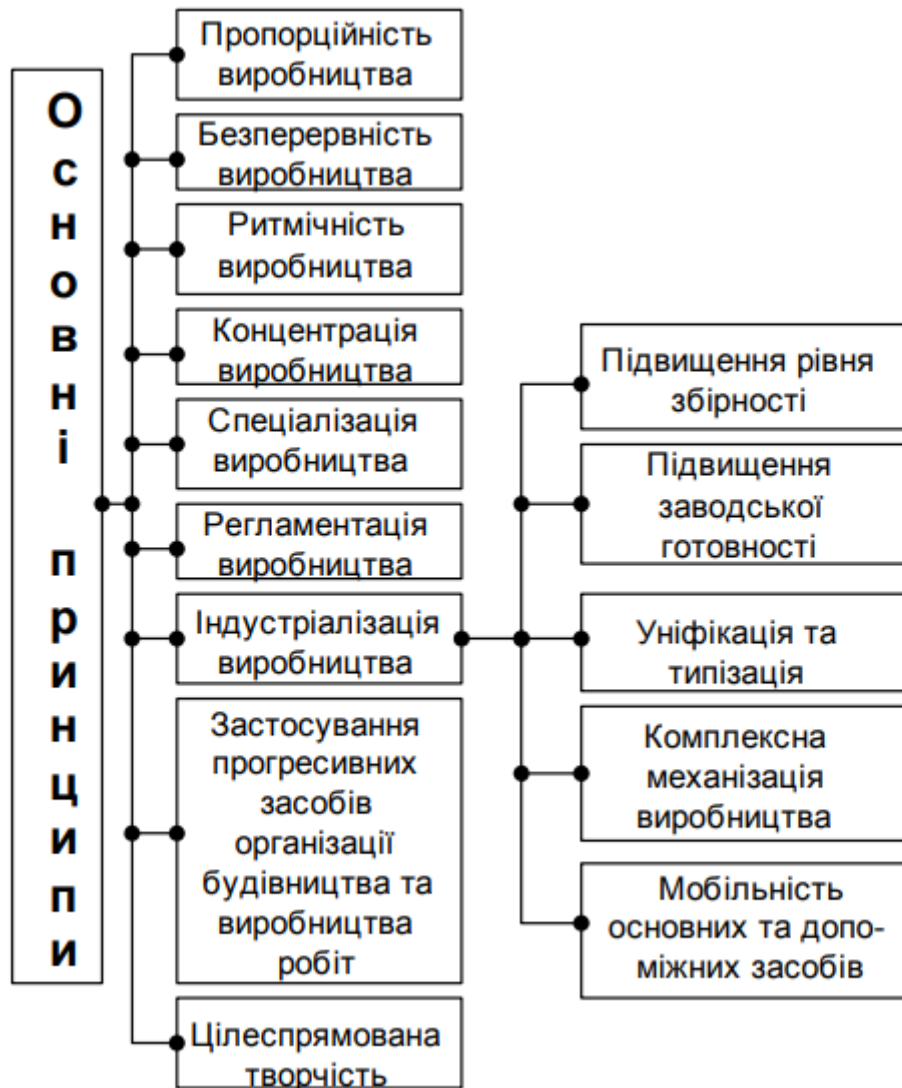 Основні принципи
Пропорційність
виробництва
Безперервність
виробництва
Ритмічність
виробництва
Концентрація
виробництва
Спеціалізація
виробництва
Регламентація
виробництва
Індустріалізація
виробництва
Застосування
прогресивних
засобів
організації
будівництва та
виробництва
робіт
Цілеспрямована
творчість
Підвищення рівня
збірності
Підвищення
заводської
готовності
Уніфікація та
типізація
Комплексна
механізація
виробництва
Мобільність
основних та допо-
міжних засобів